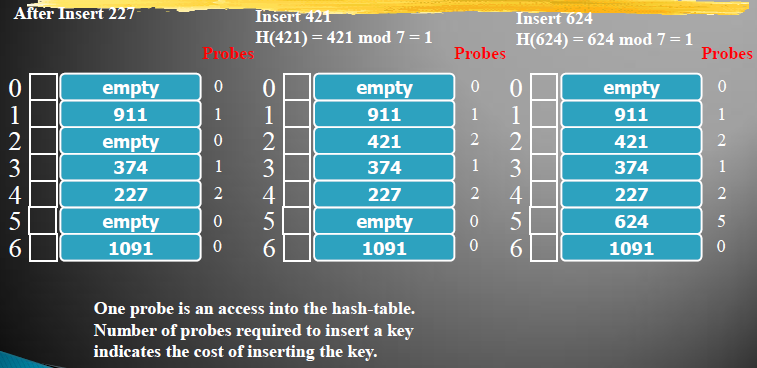 After Insert 227
Probes
0 empty 0
1 911 1
2 empty 0
3 374 1
4 227 2
5 empty 0
6 1091 0
Insert 421
H(421) = 421 mod 7 = 1
Probes
0 empty 0
1 911 1
2 421 2
3 374 1
4 227 2
5 empty 0
6 1091 0
Insert 624
H(624) = 624 mod 7 = 1
Probes
0 empty 0
1 911 1
2 421 2
3 374 1
4 227 2
5 624 5
6 1091 0
One probe is an access into the hash-table.
Number of probes required to insert a key
indicates the cost of inserting the key.